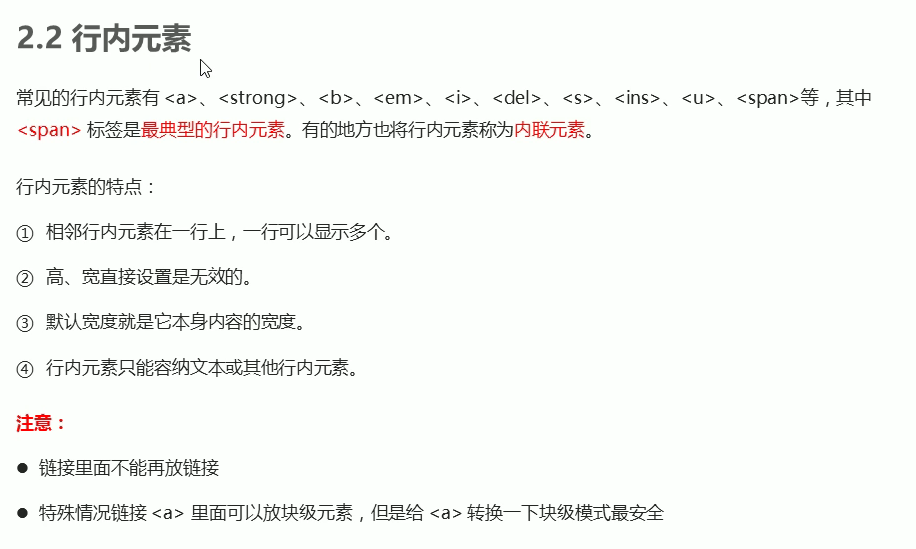 2.2 行内元素
常见的行内元素有 <a>、<strong>、<b>、<em>、<i>、<del>、<s>、<ins>、<u>、<span>等，其中
<span> 标签是最典型的行内元素。有的地方也将行内元素称为内联元素。
行内元素的特点：
① 相邻行内元素在一行上，一行可以显示多个。
② 高、宽直接设置是无效的。
③ 默认宽度就是它本身内容的宽度。
④ 行内元素只能容纳文本或其他行内元素。
注意：
● 链接里面不能再放链接
● 特殊情况链接 <a> 里面可以放块级元素，但是给 <a> 转换一下块级模式最安全